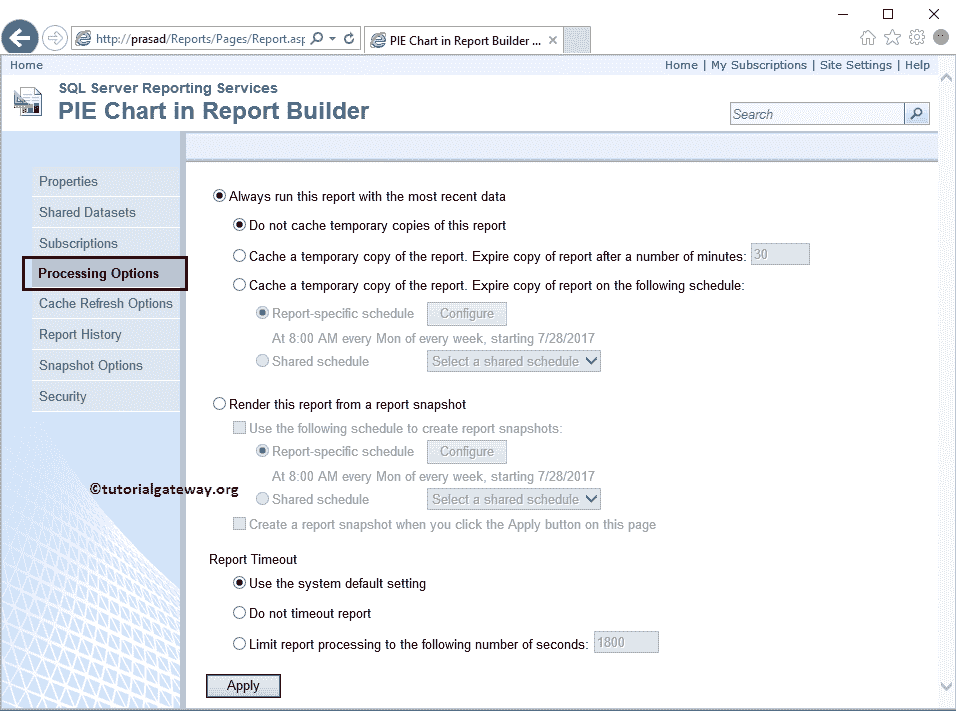 http://prasad/Reports/Pages/Report.asp
PIE Chart in Report Builder ...
Home
Home | My Subscriptions | Site Settings | Help
SQL Server Reporting Services
PIE Chart in Report Builder
Search
Properties
Shared Datasets
Subscriptions
Processing Options
Cache Refresh Options
Report History
Snapshot Options
Security
©tutorialgateway.org
Always run this report with the most recent data
Do not cache temporary copies of this report
Cache a temporary copy of the report. Expire copy of report after a number of minutes: 30
Cache a temporary copy of the report. Expire copy of report on the following schedule:
Report-specific schedule Configure
At 8:00 AM every Mon of every week, starting 7/28/2017
Shared schedule Select a shared schedule
Render this report from a report snapshot
Use the following schedule to create report snapshots:
Report-specific schedule Configure
At 8:00 AM every Mon of every week, starting 7/28/2017
Shared schedule Select a shared schedule
Create a report snapshot when you click the Apply button on this page
Report Timeout
Use the system default setting
Do not timeout report
Limit report processing to the following number of seconds: 1800
Apply